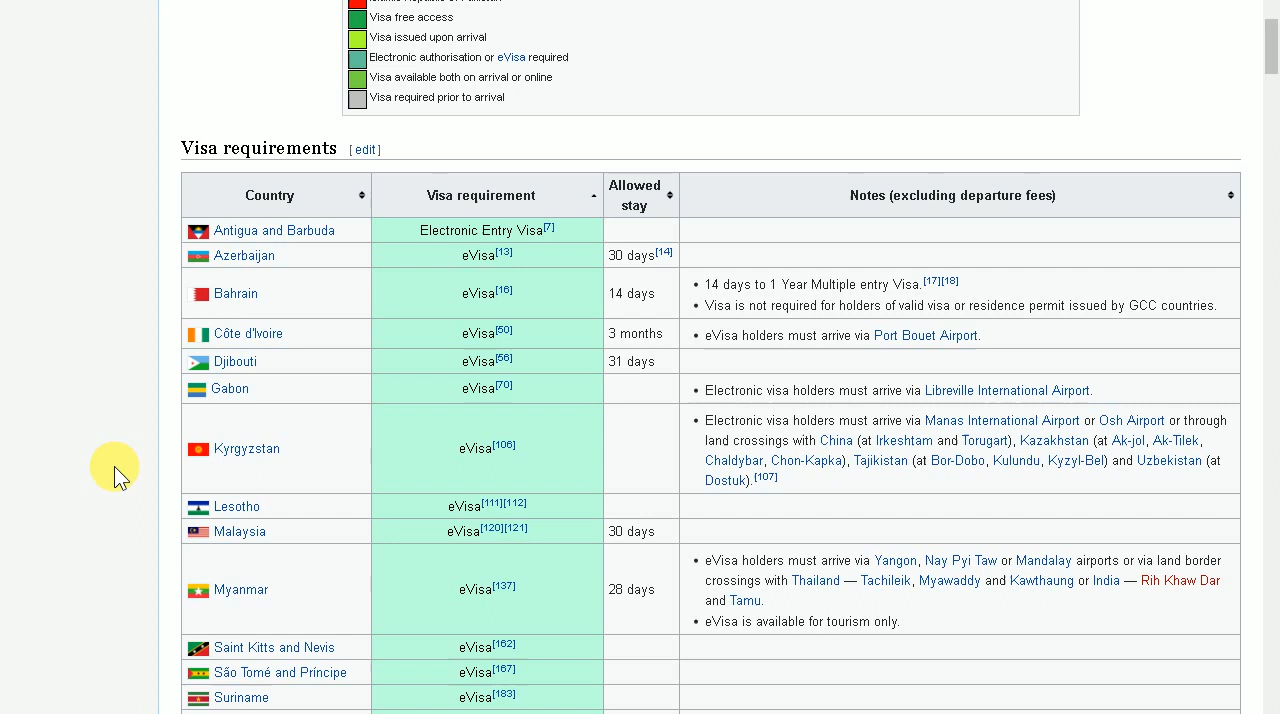 Visa free access
Visa issued upon arrival
Electronic authorisation or eVisa required
Visa available both on arrival or online
Visa required prior to arrival
Visa requirements [ edit ]
Country Visa requirement Allowed stay Notes (excluding departure fees)
Antigua and Barbuda Electronic Entry Visa[7]
Azerbaijan eVisa[13] 30 days[14]
Bahrain eVisa[16] 14 days
• 14 days to 1 Year Multiple entry Visa.[17][18]
• Visa is not required for holders of valid visa or residence permit issued by GCC countries.
Côte d'Ivoire eVisa[50] 3 months • eVisa holders must arrive via Port Bouet Airport.
Djibouti eVisa[56] 31 days
Gabon eVisa[70] • Electronic visa holders must arrive via Libreville International Airport.
Kyrgyzstan eVisa[106]
• Electronic visa holders must arrive via Manas International Airport or Osh Airport or through
land crossings with China (at Irkeshtam and Torugart), Kazakhstan (at Ak-jol, Ak-Tilek,
Chaldybar, Chon-Kapka), Tajikistan (at Bor-Dobo, Kulundu, Kyzyl-Bel) and Uzbekistan (at
Dostuk).[107]
Lesotho eVisa[111][112]
Malaysia eVisa[120][121] 30 days
Myanmar eVisa[137] 28 days
• eVisa holders must arrive via Yangon, Nay Pyi Taw or Mandalay airports or via land border
crossings with Thailand — Tachileik, Myawaddy and Kawthaung or India — Rih Khaw Dar
and Tamu.
• eVisa is available for tourism only.
Saint Kitts and Nevis eVisa[162]
São Tomé and Príncipe eVisa[167]
Suriname eVisa[183]